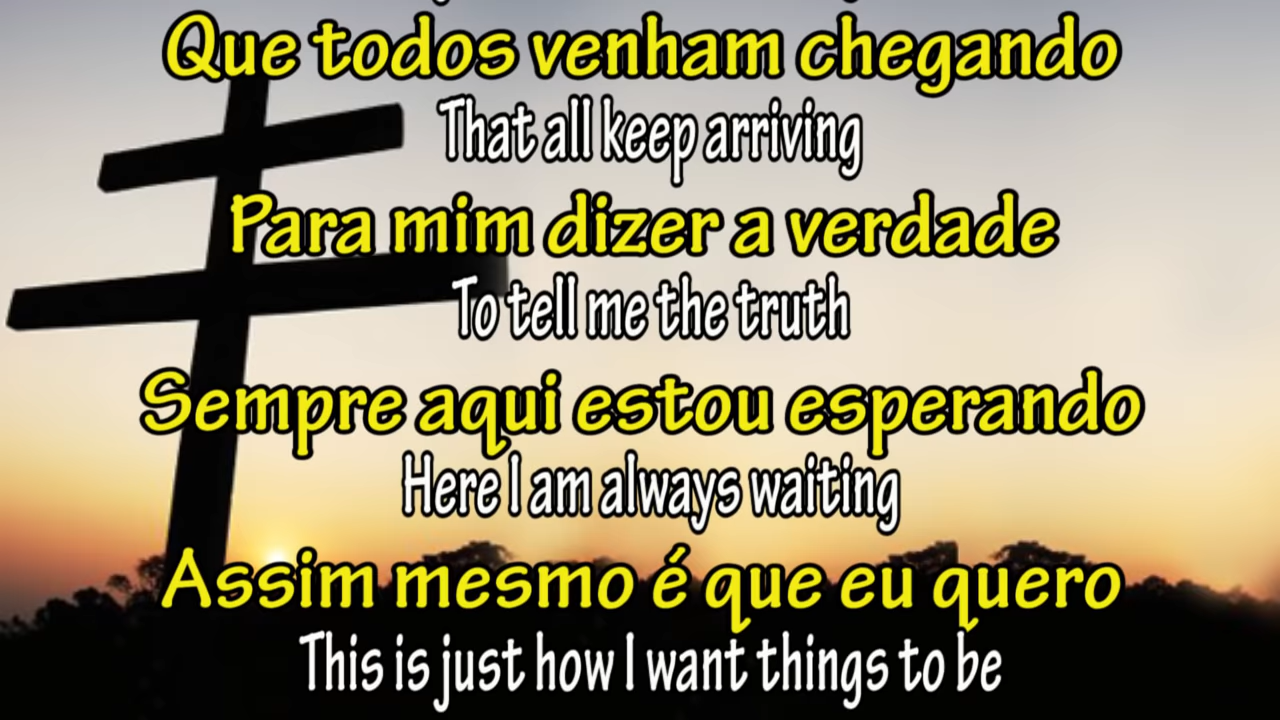 Que todos venham chegando
That all keep arriving
Para mim dizer a verdade
To tell me the truth
Sempre aqui estou esperando
Here I am always waiting
Assim mesmo é que eu quero
This is just how I want things to be